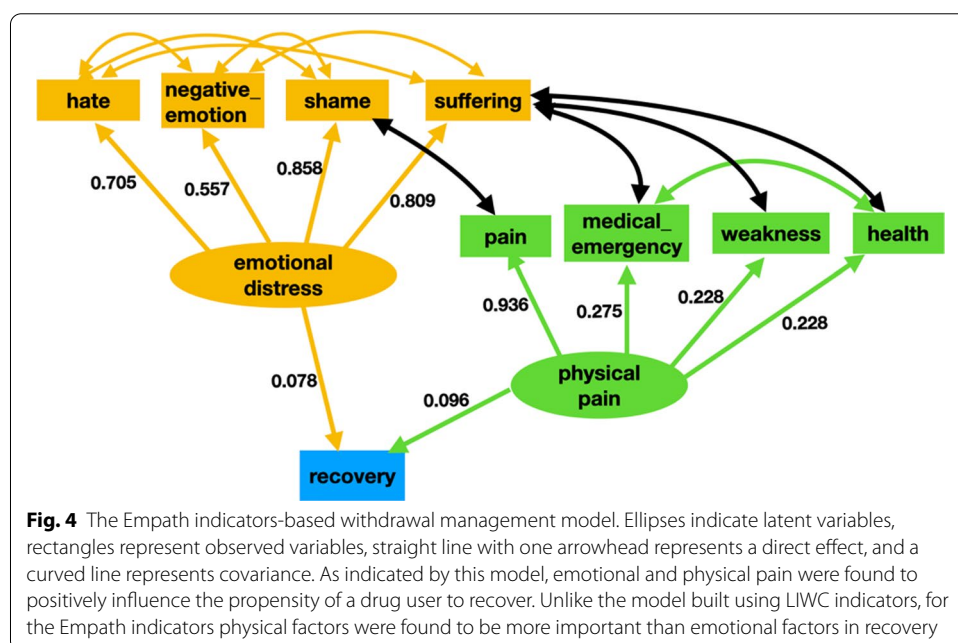 hate
negative_
emotion
shame
suffering
0.705
0.557
0.858
0.809
pain
medical_
emergency
weakness
health
emotional
distress
0.936
0.275
0.228
0.228
0.078
physical
pain
0.096
recovery
Fig. 4 The Empath indicators-based withdrawal management model. Ellipses indicate latent variables,
rectangles represent observed variables, straight line with one arrowhead represents a direct effect, and a
curved line represents covariance. As indicated by this model, emotional and physical pain were found to
positively influence the propensity of a drug user to recover. Unlike the model built using LIWC indicators, for
the Empath indicators physical factors were found to be more important than emotional factors in recovery